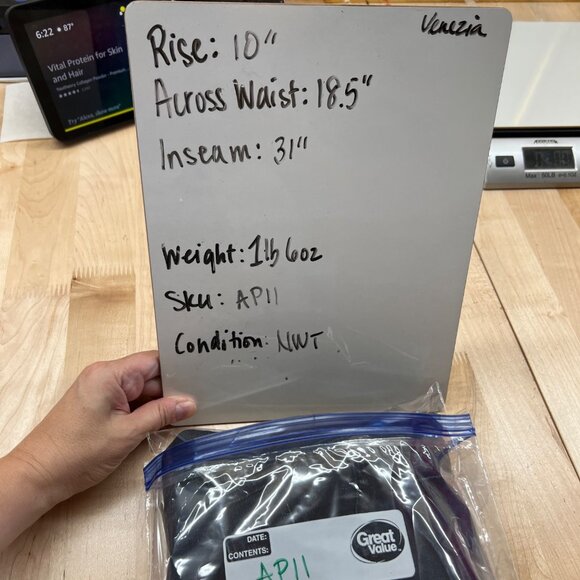 6:22 • 87°
Vital Protein for Skin
and Hair
Venezia
Rise: 10"
Across Waist: 18.5"
Inseam: 31"
Weight: 1lb 6oz
Sku: AP11
Condition: NWT
DATE:
CONTENTS:
AP11
Great
Value